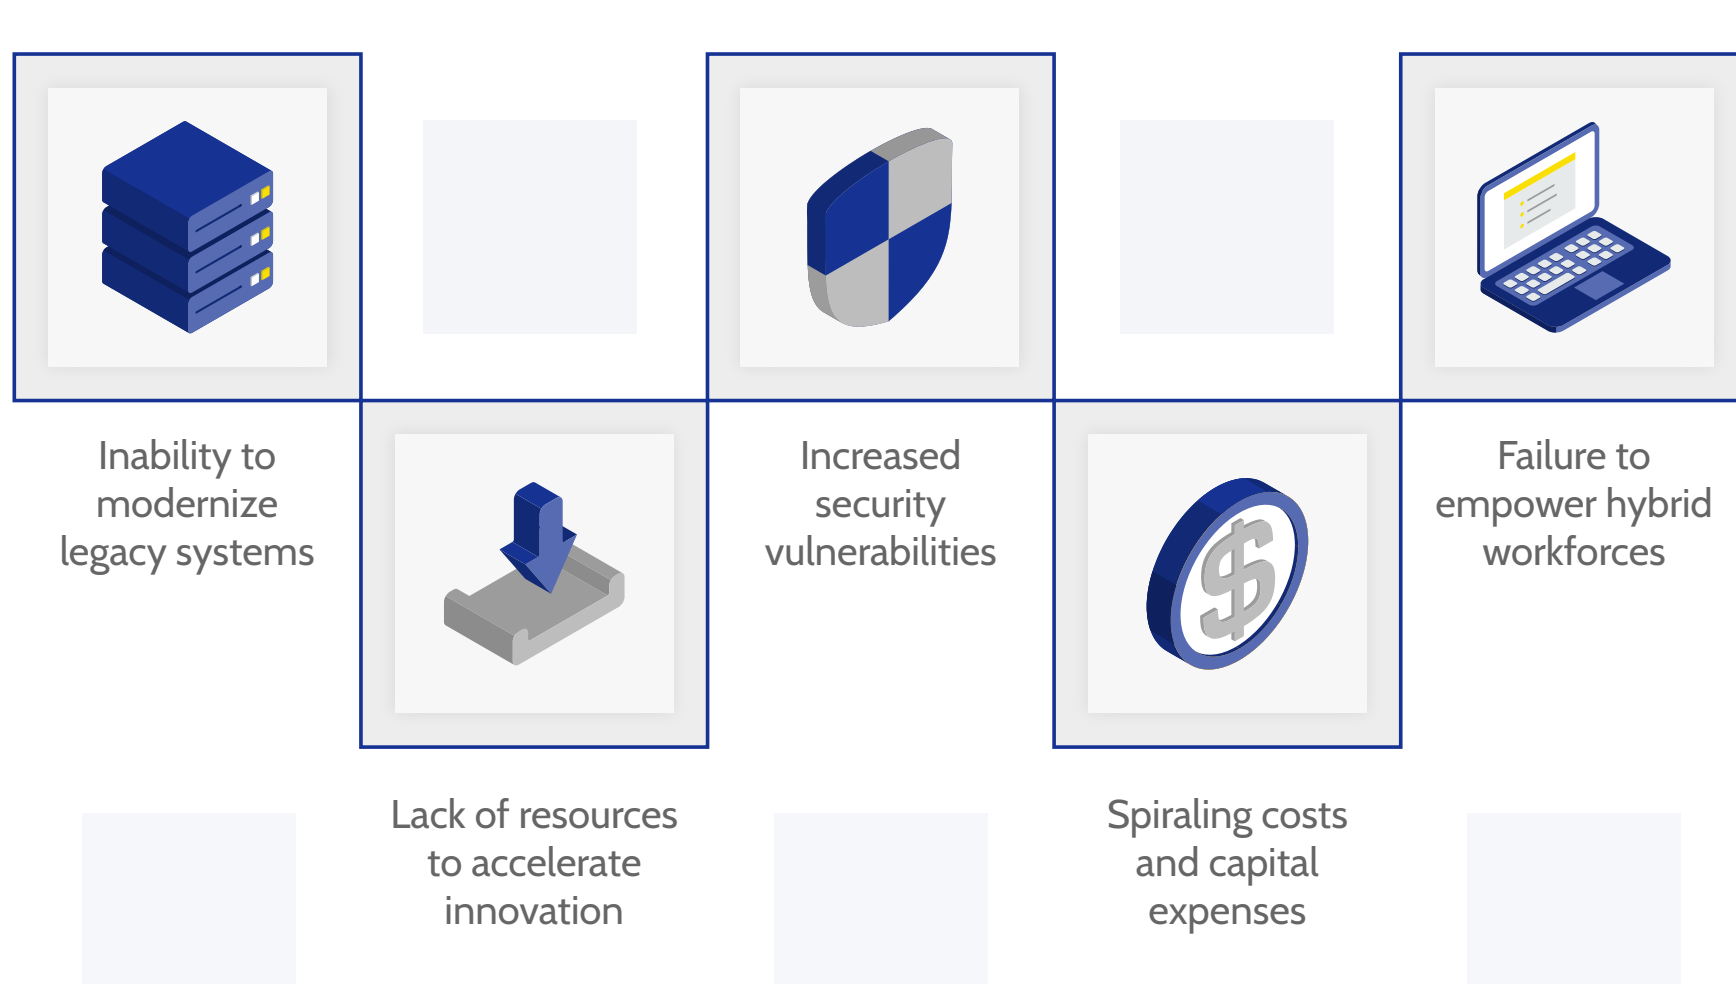 Inability to
modernize
legacy systems
Lack of resources
to accelerate
innovation
Increased
security
vulnerabilities
Spiraling costs
and capital
expenses
Failure to
empower hybrid
workforces